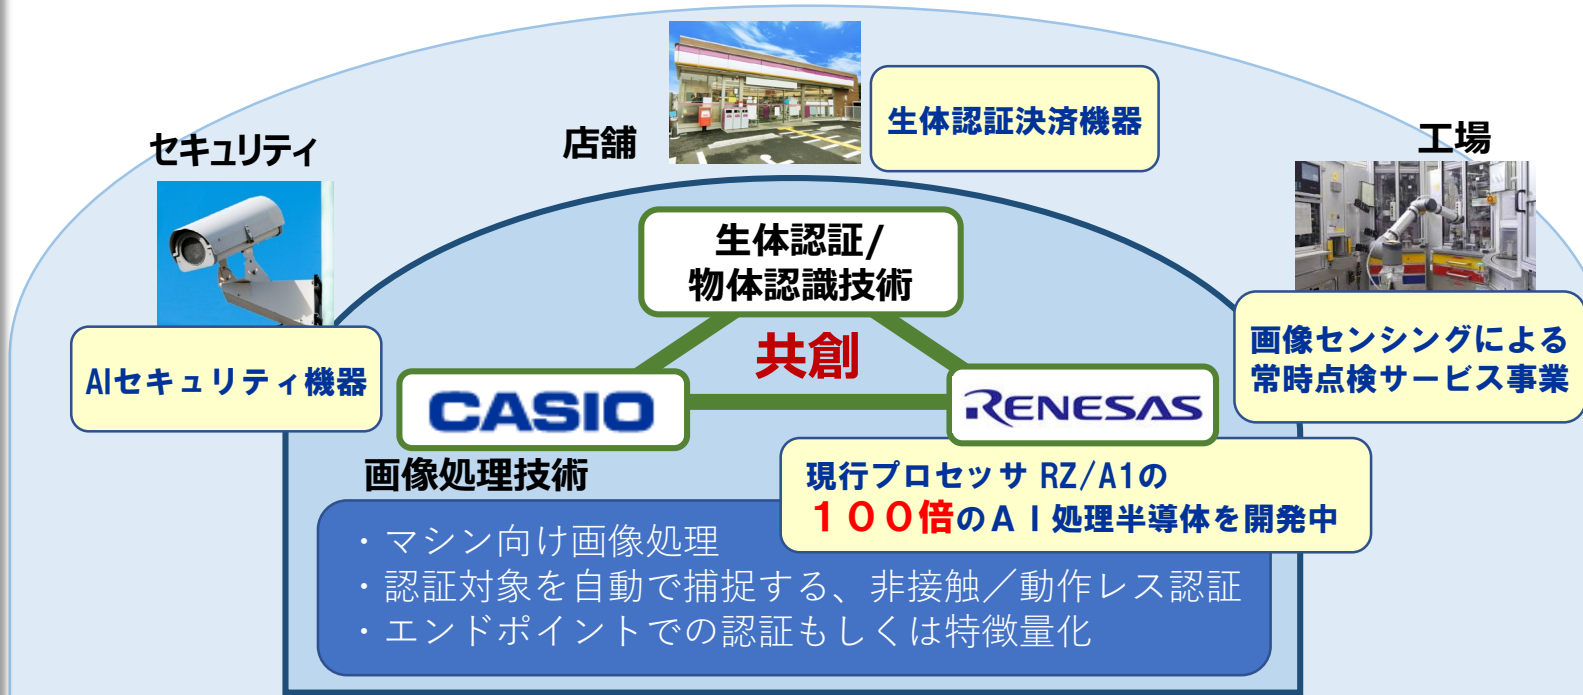 店舗
生体認証決済機器
セキュリティ
工場
生体認証/
物体認識技術
共創
AIセキュリティ機器
画像センシングによる
常時点検サービス事業
CASIO
RENESAS
画像処理技術
現行プロセッサ RZ/A1の
１００倍のＡＩ処理半導体を開発中
・マシン向け画像処理
・認証対象を自動で捕捉する、非接触／動作レス認証
・エンドポイントでの認証もしくは特徴量化